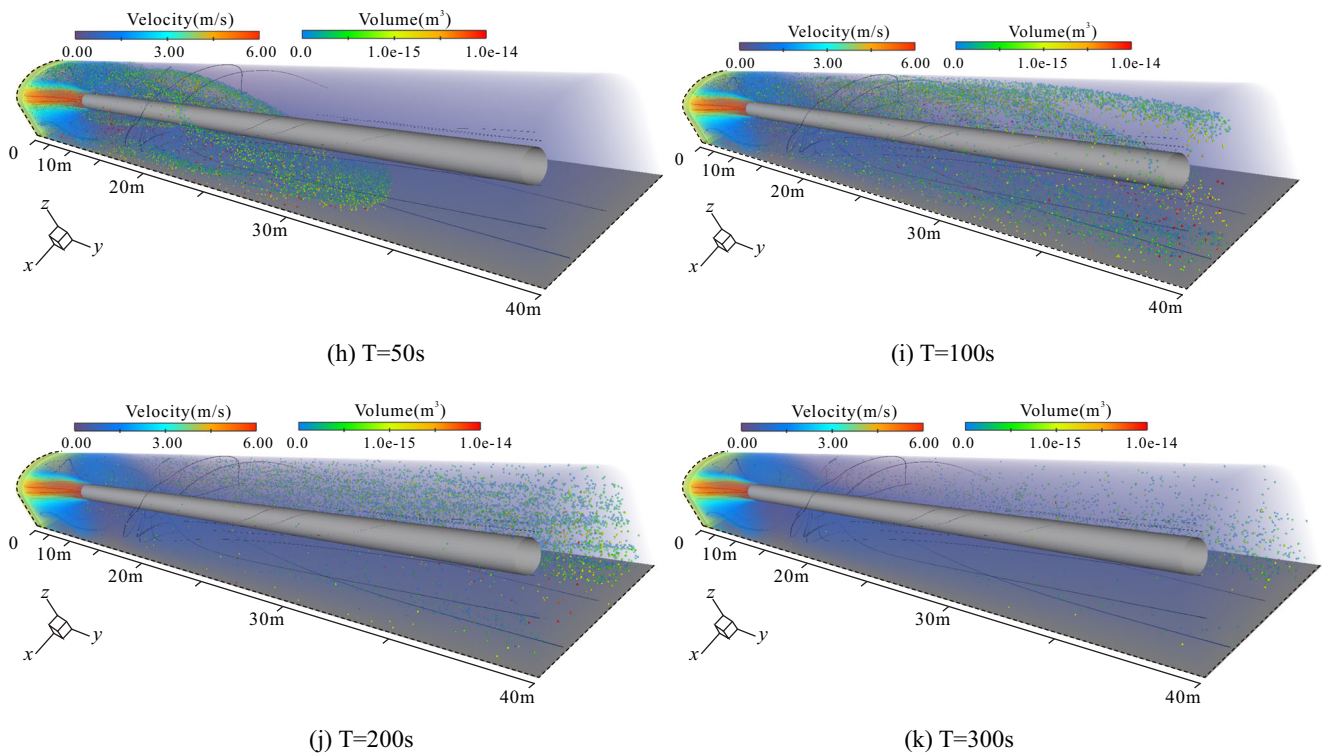 Velocity(m/s) Volume(m³)
0.00 3.00 6.00 0.0 1.0e-15 1.0e-14
0
10m
20m
30m
40m
z
y
x
(h) T=50s
Velocity(m/s) Volume(m³)
0.00 3.00 6.00 0.0 1.0e-15 1.0e-14
0
10m
20m
30m
40m
z
y
x
(i) T=100s
Velocity(m/s) Volume(m³)
0.00 3.00 6.00 0.0 1.0e-15 1.0e-14
0
10m
20m
30m
40m
z
y
x
(j) T=200s
Velocity(m/s) Volume(m³)
0.00 3.00 6.00 0.0 1.0e-15 1.0e-14
0
10m
20m
30m
40m
z
y
x
(k) T=300s